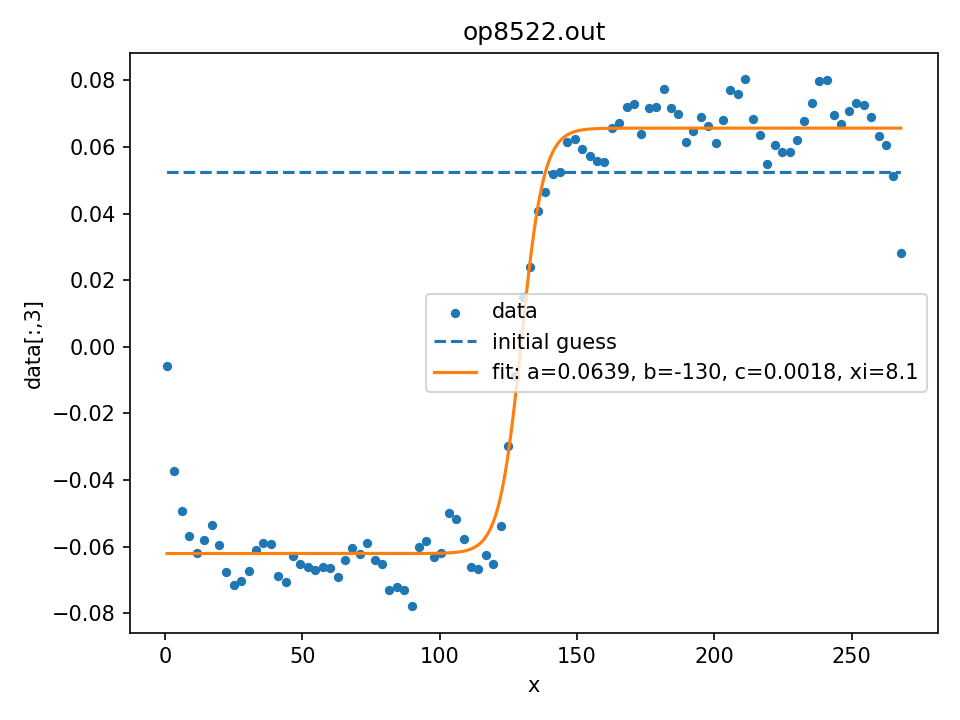 op8522.out
0.08
0.06
0.04
0.02
0.00
−0.02
−0.04
−0.06
−0.08
data[:,3]
data
initial guess
fit: a=0.0639, b=-130, c=0.0018, xi=8.1
0 50 100 150 200 250
x